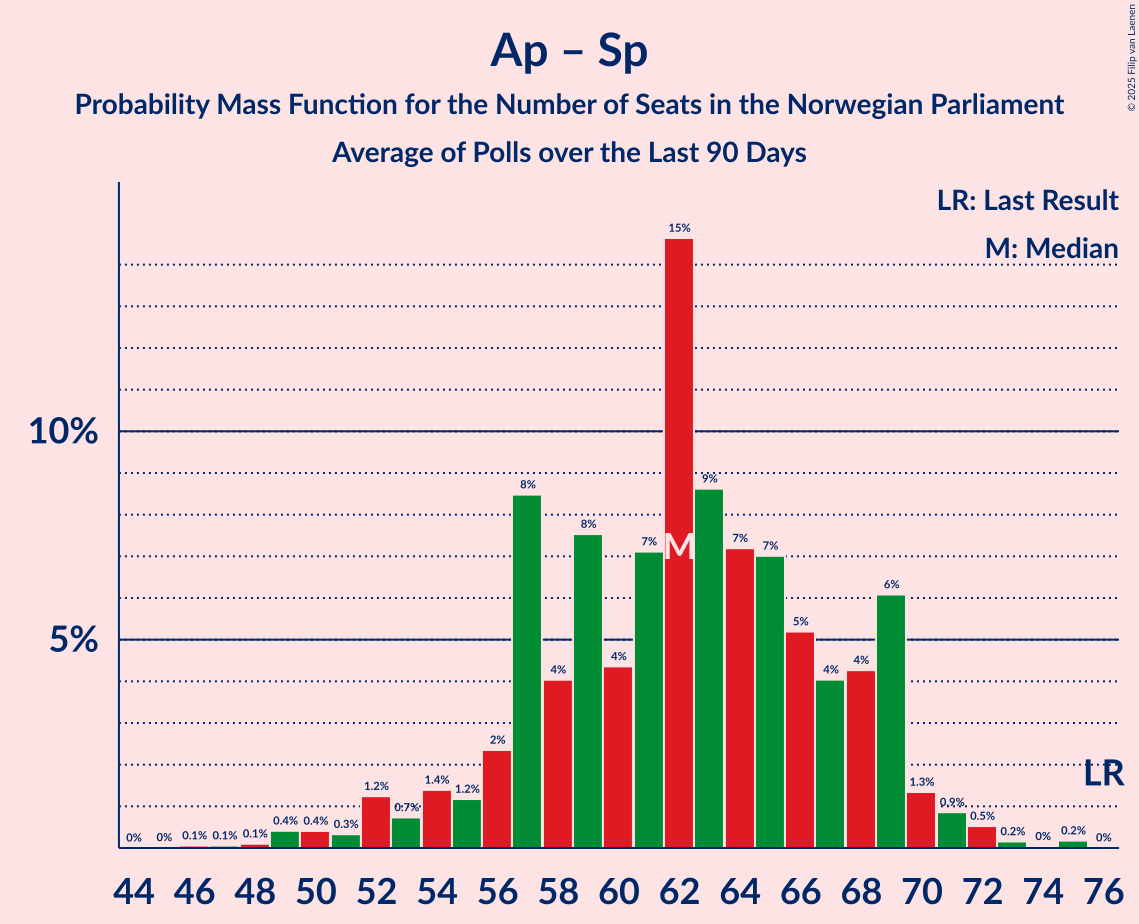 Ap – Sp
Probability Mass Function for the Number of Seats in the Norwegian Parliament
Average of Polls over the Last 90 Days
© 2025 Filip van Laenen
LR: Last Result
M: Median
10%
5%
0% 0% 0.1% 0.1% 0.1% 0.4% 0.4% 0.3% 1.2% 0.7% 1.4% 1.2% 2% 8% 4% 8% 4% 7% 15% 9% 7% 7% 5% 4% 4% 6% 1.3% 0.9% 0.5% 0.2% 0% 0.2% 0%
M
LR
44 46 48 50 52 54 56 58 60 62 64 66 68 70 72 74 76